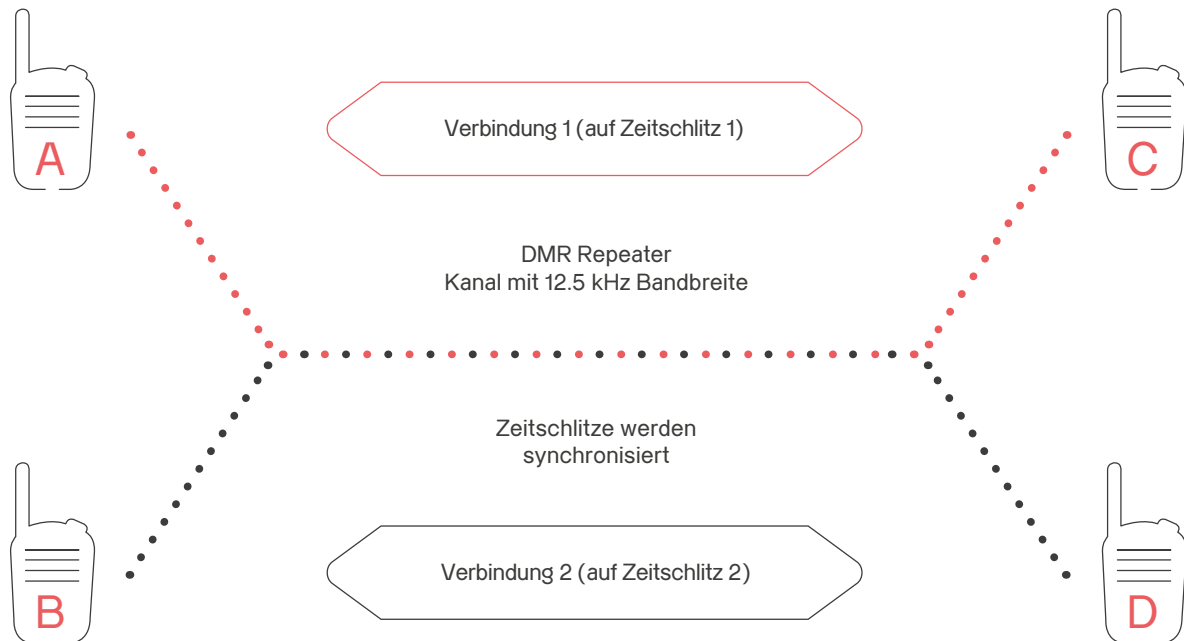 A
Verbindung 1 (auf Zeitschlitz 1)
C
DMR Repeater
Kanal mit 12.5 kHz Bandbreite
Zeitschlitze werden
synchronisiert
B
Verbindung 2 (auf Zeitschlitz 2)
D